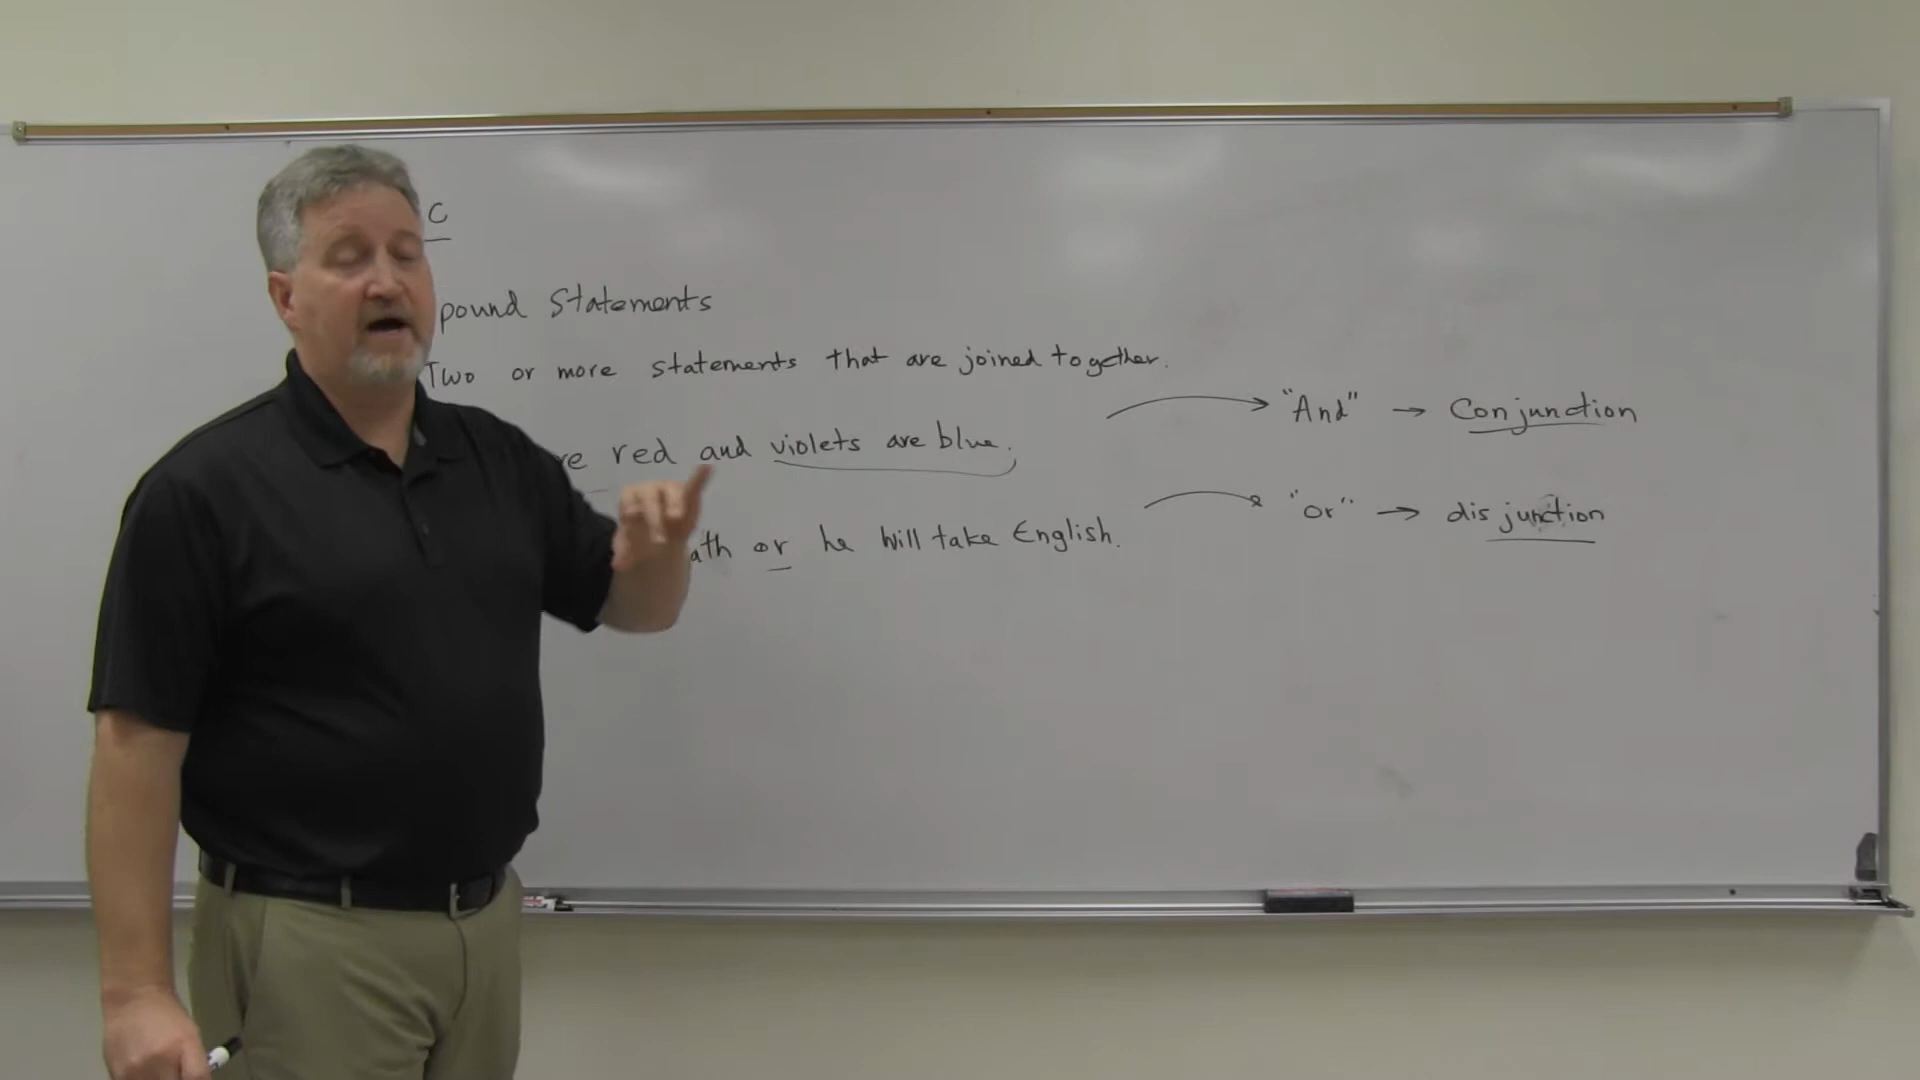 C
pound Statements
Two or more statements that are joined together.
re red and violets are blue.
"And" → Conjunction
ath or he will take English.
"or" → disjunction